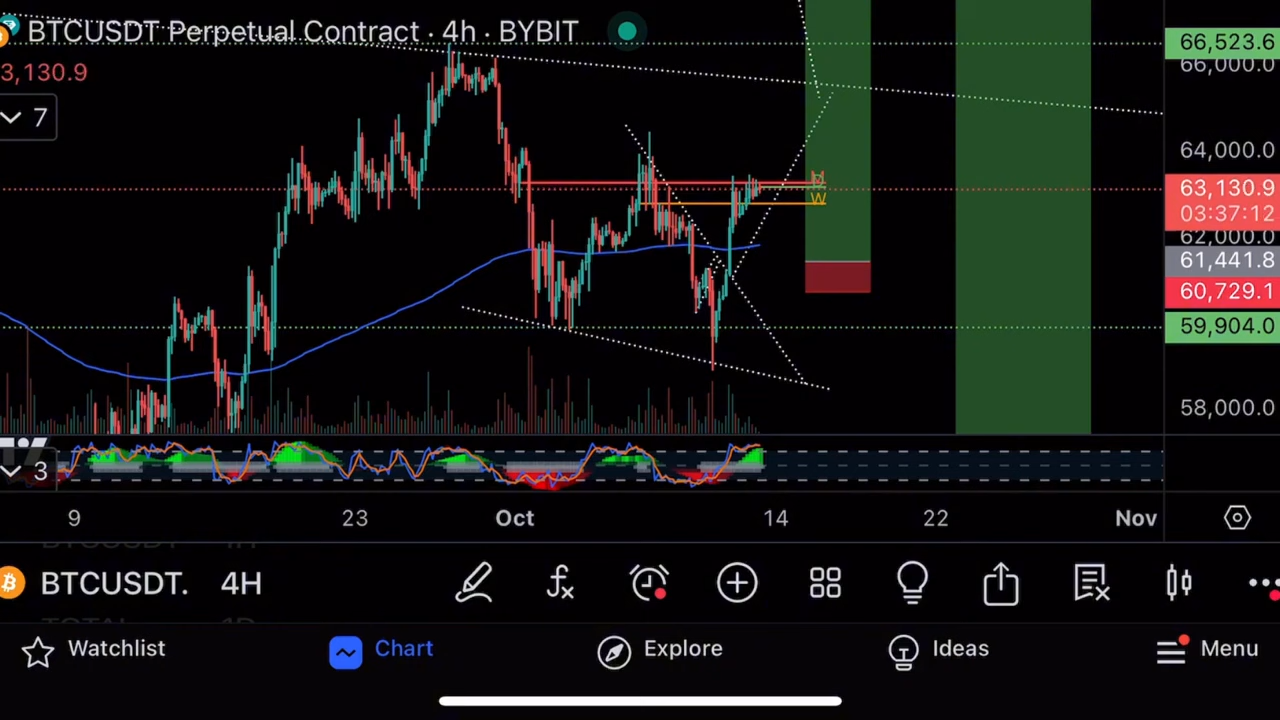 BTCUSDT Perpetual Contract · 4h · BYBIT
3,130.9
7
66,523.6
66,000.0
64,000.0
63,130.9
03:37:12
62,000.0
61,441.8
60,729.1
59,904.0
58,000.0
W
3
9 23 Oct 14 22 Nov
BTCUSDT. 4H
Watchlist Chart Explore Ideas Menu